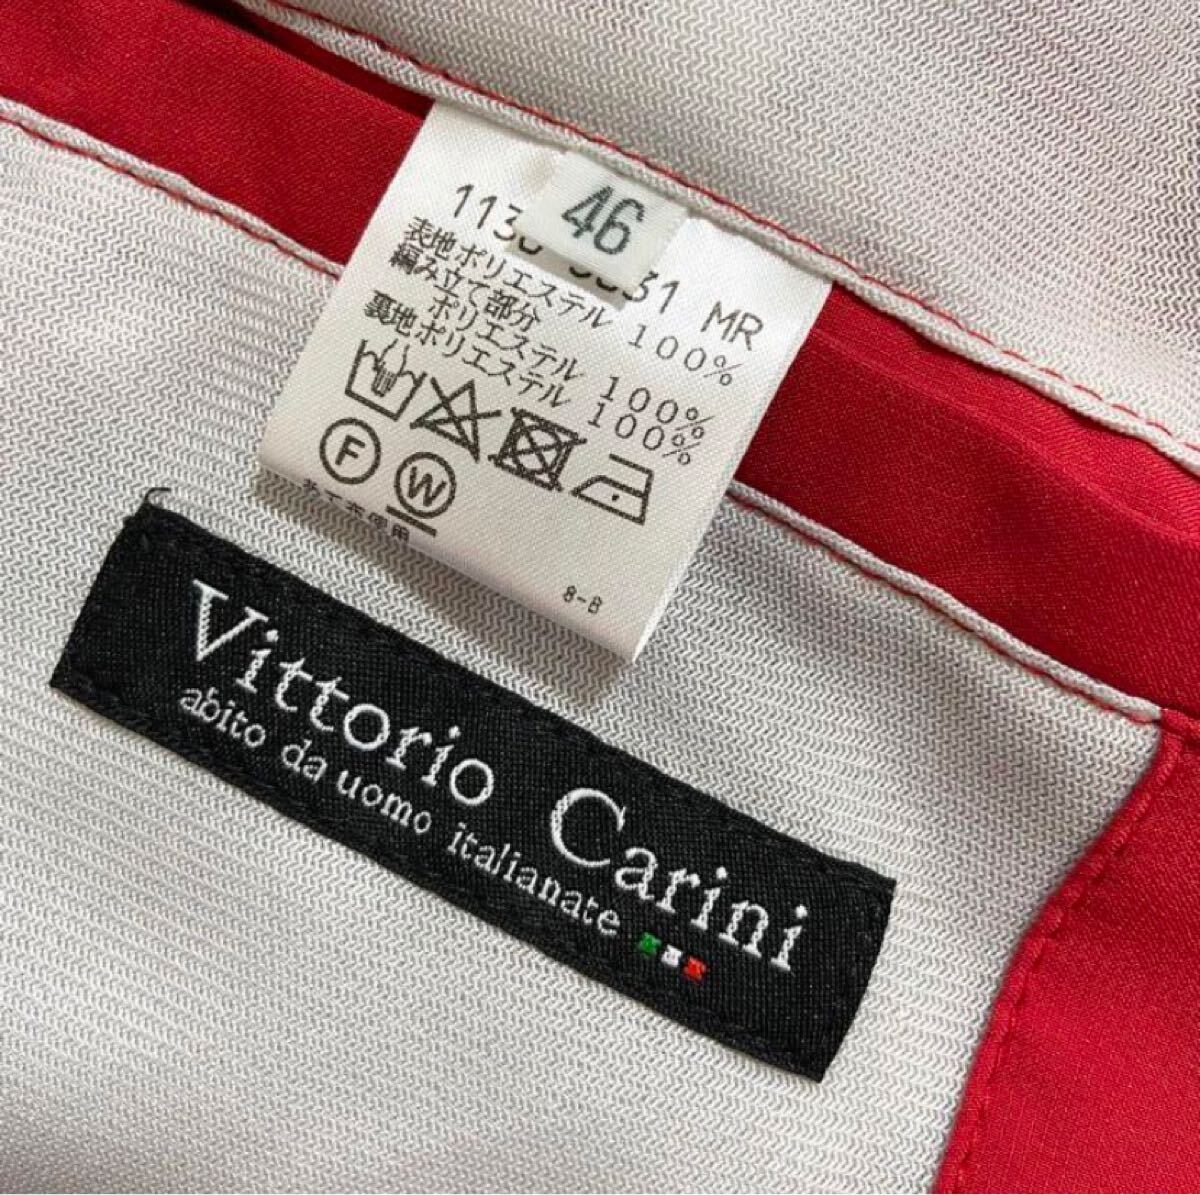 46
MR
表地ポリエステル 100%
編み立て部分
ポリエステル 100%
裏地ポリエステル 100%
F
W
8-8
Vittorio Carini
abito da uomo italianate